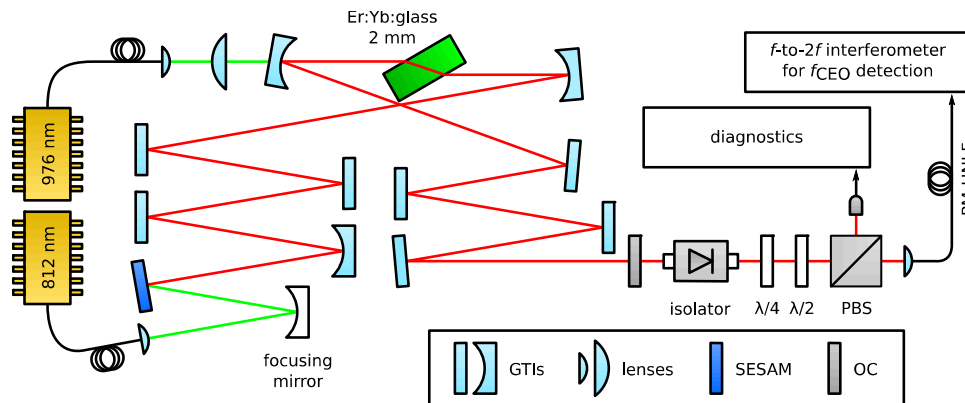 Er:Yb:glass
2 mm
f-to-2f interferometer
for fCEO detection
976 nm
diagnostics
812 nm
isolator
λ/4
λ/2
PBS
focusing
mirror
GTIs
lenses
SESAM
OC